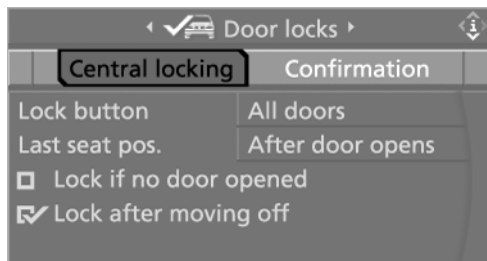 Door locks
Central locking Confirmation
Lock button All doors
Last seat pos. After door opens
Lock if no door opened
Lock after moving off